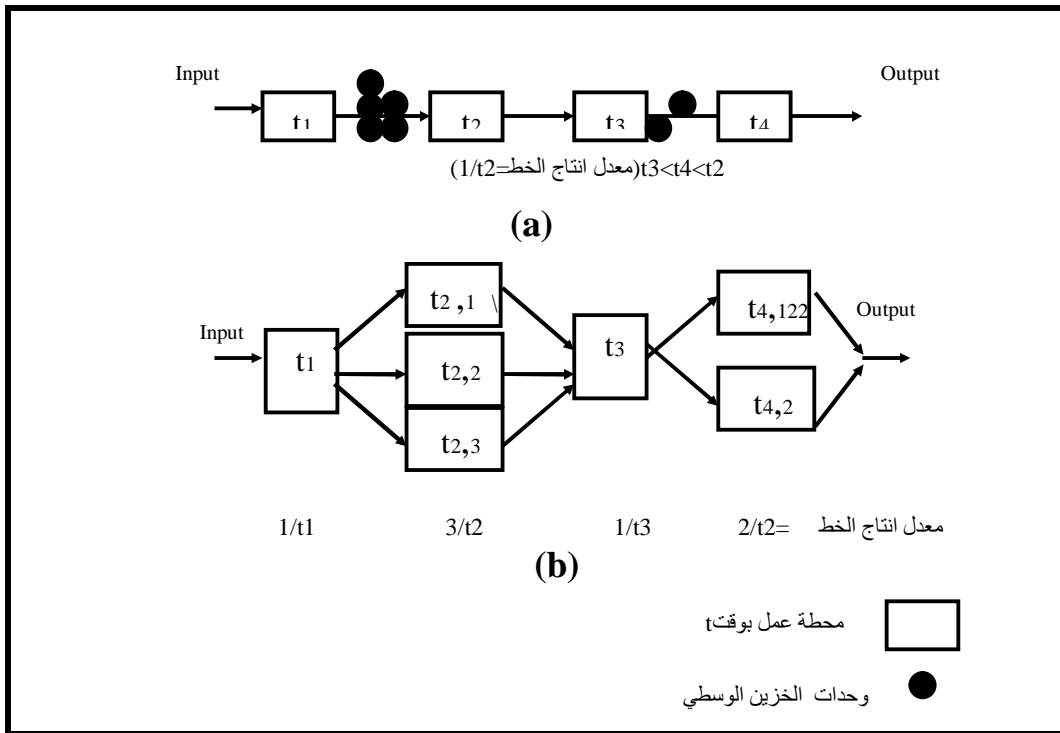 Input
Output
t1
t2
t3
t4
t3<t4<t2(معدل انتاج الخط=1/t2)
(a)
Input
t1
t2 ,1 \
t2,2
t2,3
t3
t4,122
t4,2
Output
1/t1
3/t2
1/t3
2/t2=
معدل انتاج الخط
(b)
محطة عمل بوقتt
وحدات الخزين الوسطي